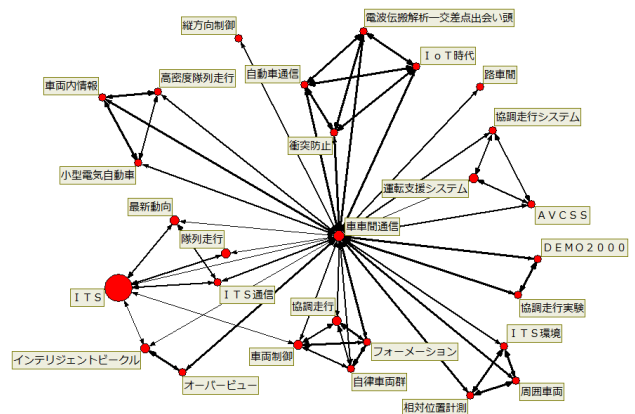 電波伝搬解析―交差点出会い頭
縦方向制御
ＩｏＴ時代
自動車通信
路車間
車両内情報
高密度隊列走行
協調走行システム
衝突防止
小型電気自動車
運転支援システム
最新動向
ＡＶＣＳＳ
車車間通信
隊列走行
ＤＥＭＯ２０００
ＩＴＳ
ＩＴＳ通信
協調走行
協調走行実験
ＩＴＳ環境
インテリジェントビークル
車両制御
フォーメーション
オーバービュー
自律車両群
周囲車両
相対位置計測